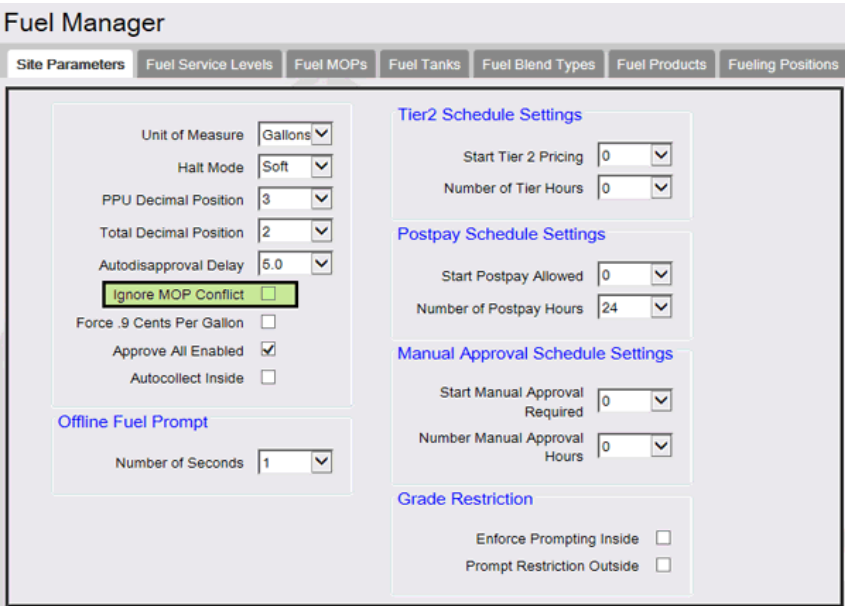 Fuel Manager
Site Parameters Fuel Service Levels Fuel MOPs Fuel Tanks Fuel Blend Types Fuel Products Fueling Positions
Unit of Measure Gallons
Halt Mode Soft
PPU Decimal Position 3
Total Decimal Position 2
Autodisapproval Delay 5.0
Ignore MOP Conflict
Force .9 Cents Per Gallon
Approve All Enabled
Autocollect Inside
Offline Fuel Prompt
Number of Seconds 1
Tier2 Schedule Settings
Start Tier 2 Pricing 0
Number of Tier Hours 0
Postpay Schedule Settings
Start Postpay Allowed 0
Number of Postpay Hours 24
Manual Approval Schedule Settings
Start Manual Approval
Required 0
Number Manual Approval
Hours 0
Grade Restriction
Enforce Prompting Inside
Prompt Restriction Outside